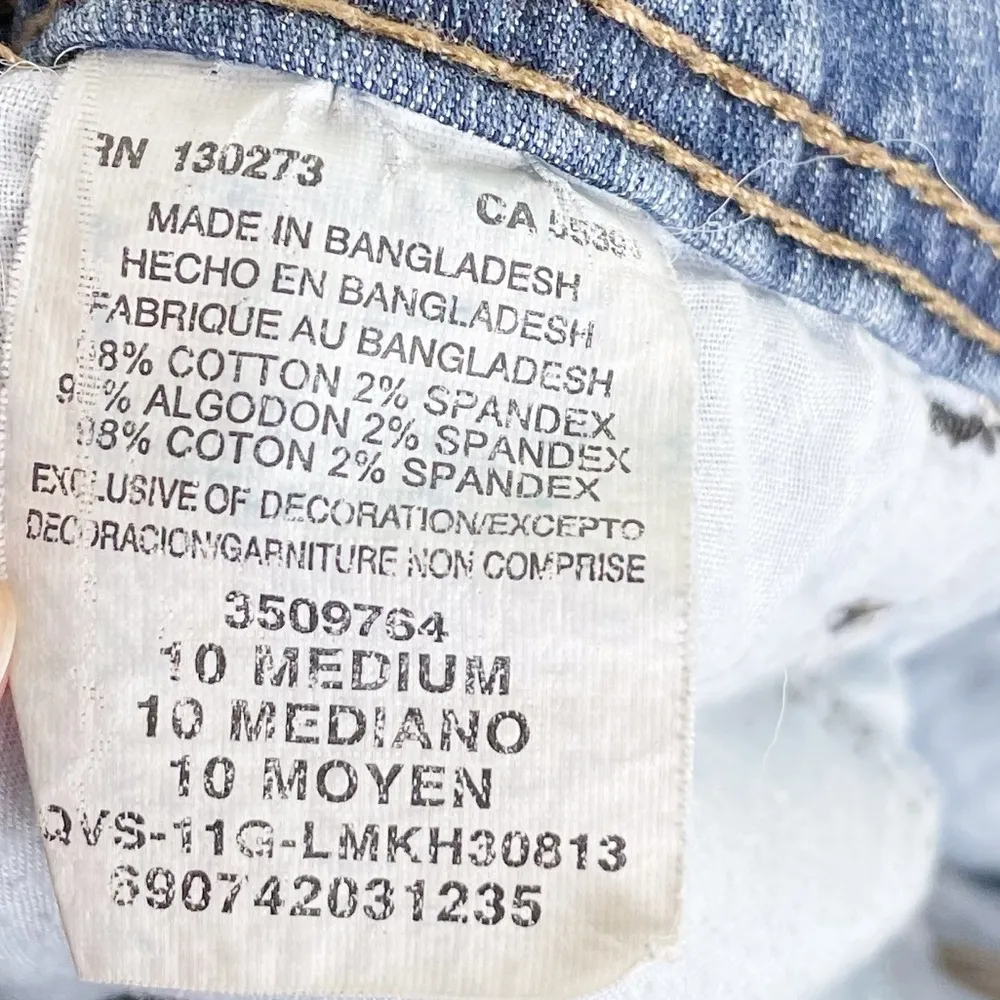 RN 130273
CA
MADE IN BANGLADESH
HECHO EN BANGLADESH
FABRIQUE AU BANGLADESH
98% COTTON 2% SPANDEX
98% ALGODON 2% SPANDEX
98% COTON 2% SPANDEX
EXCLUSIVE OF DECORATION/EXCEPTO
DECORACION/GARNITURE NON COMPRISE
3509764
10 MEDIUM
10 MEDIANO
10 MOYEN
QVS-11G-LMKH30813
690742031235